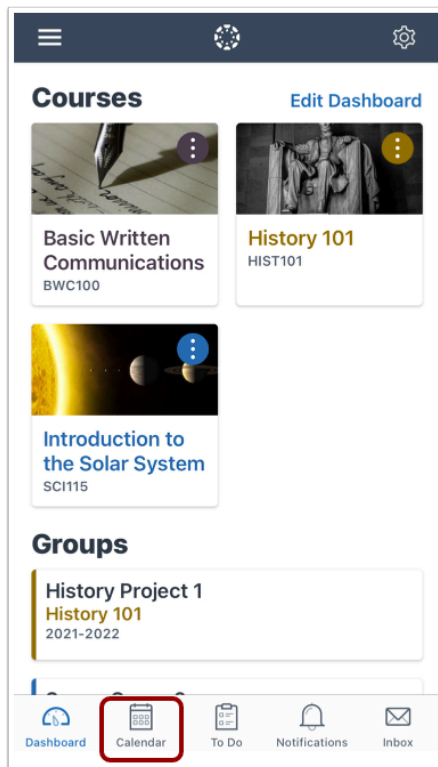 Courses
Edit Dashboard
Basic Written
Communications
BWC100
History 101
HIST101
Introduction to
the Solar System
SCI115
Groups
History Project 1
History 101
2021-2022
Dashboard
Calendar
To Do
Notifications
Inbox